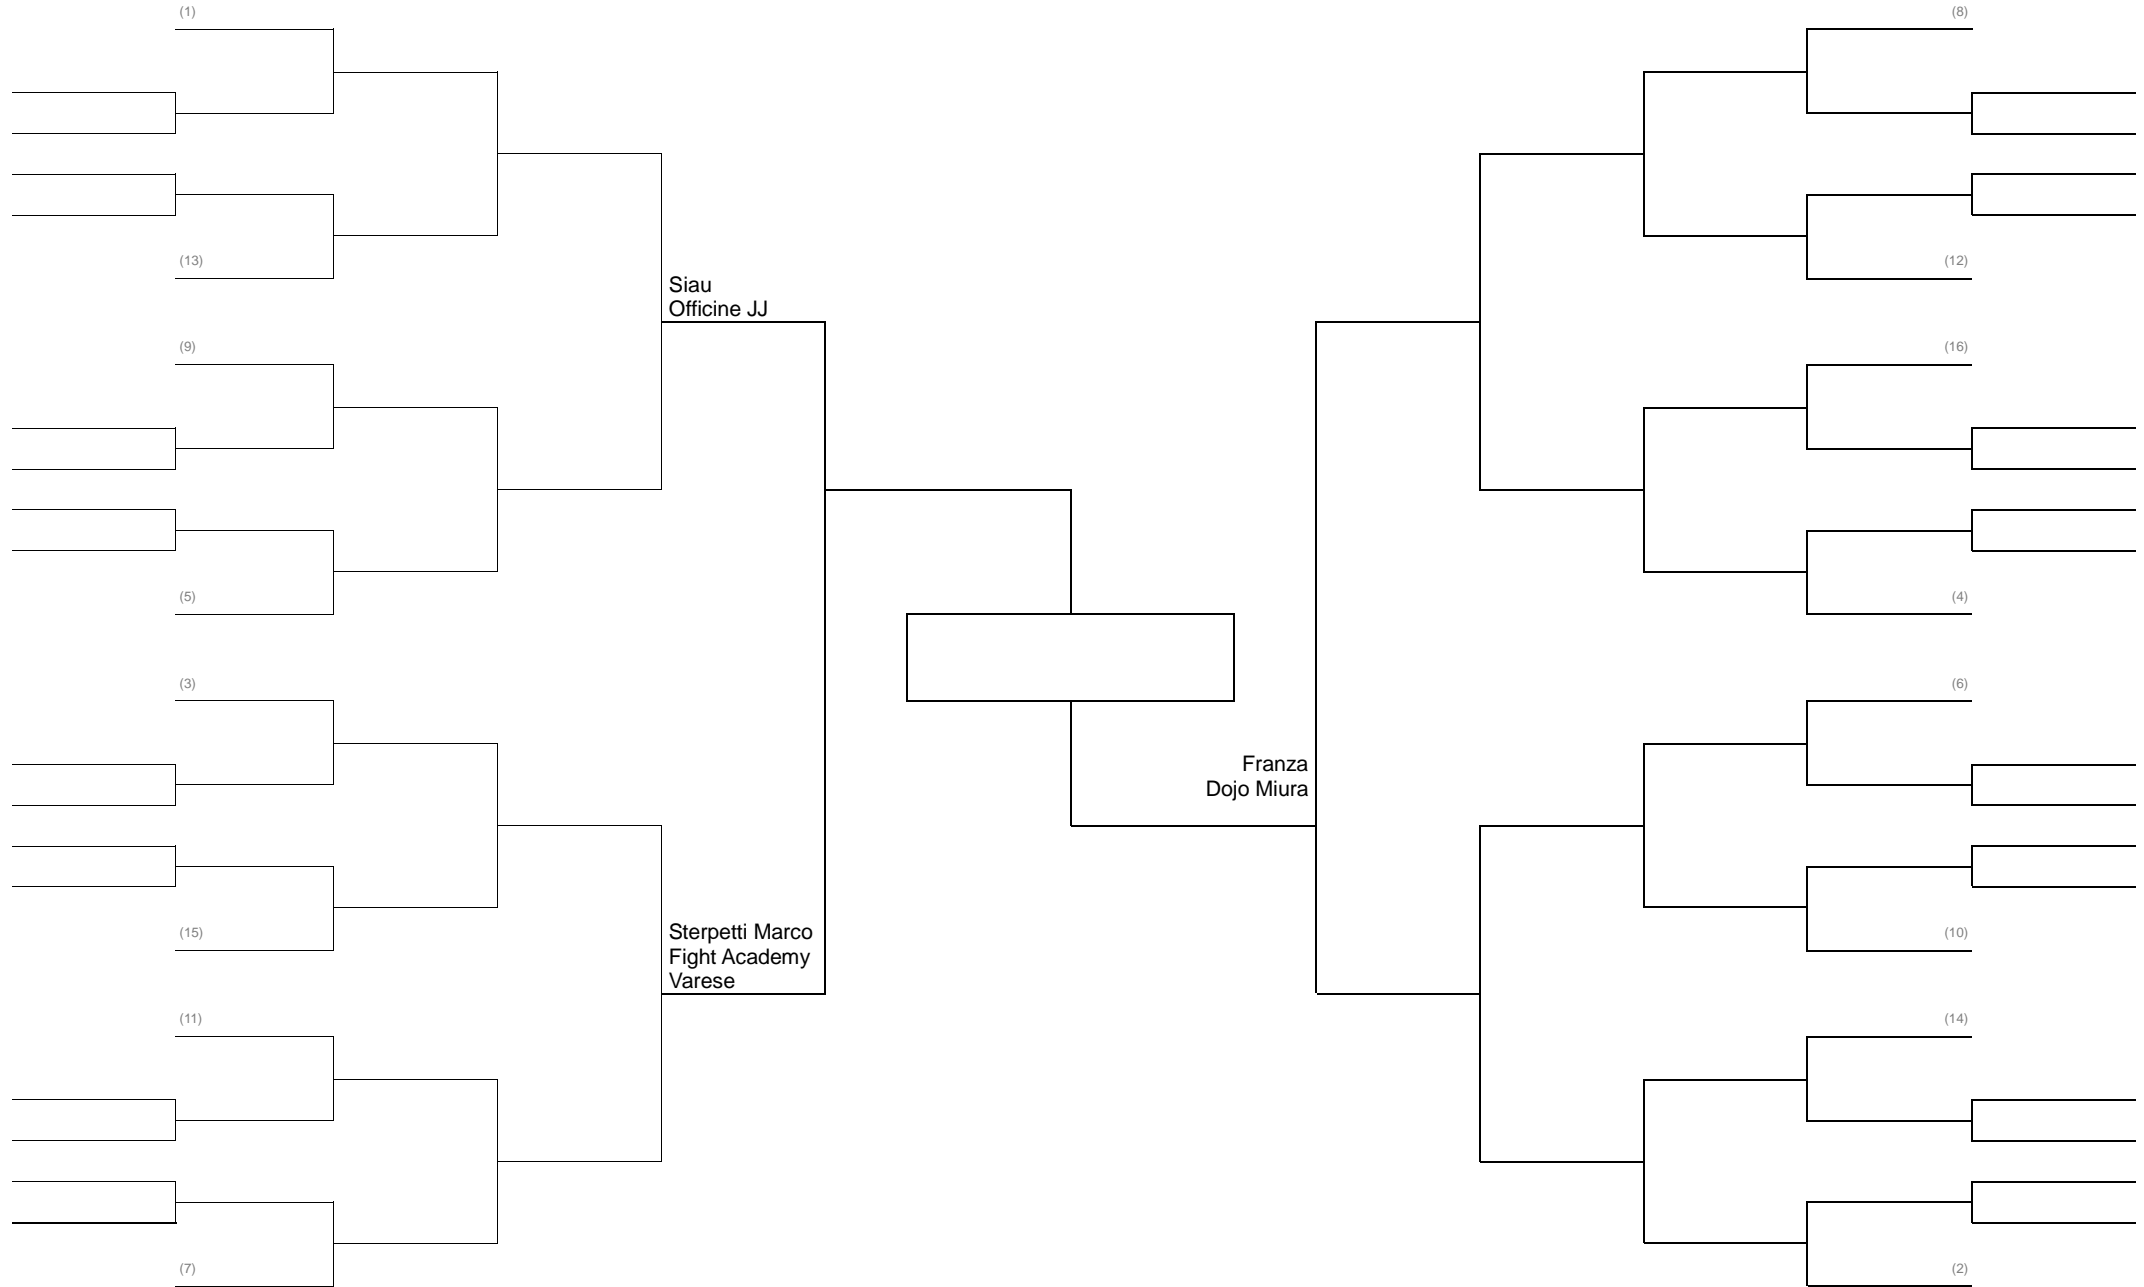 (1)
(8)
(13)
(12)
Siau
Officine JJ
(9)
(16)
(5)
(4)
(3)
(6)
Franza
Dojo Miura
(15)
(10)
Sterpetti Marco
Fight Academy
Varese
(11)
(14)
(7)
(2)